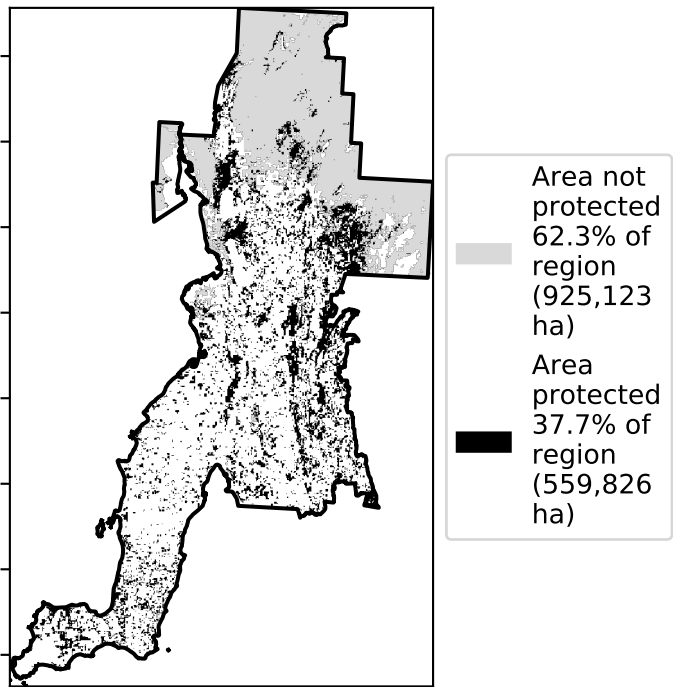 Area not
protected
62.3% of
region
(925,123
ha)
Area
protected
37.7% of
region
(559,826
ha)